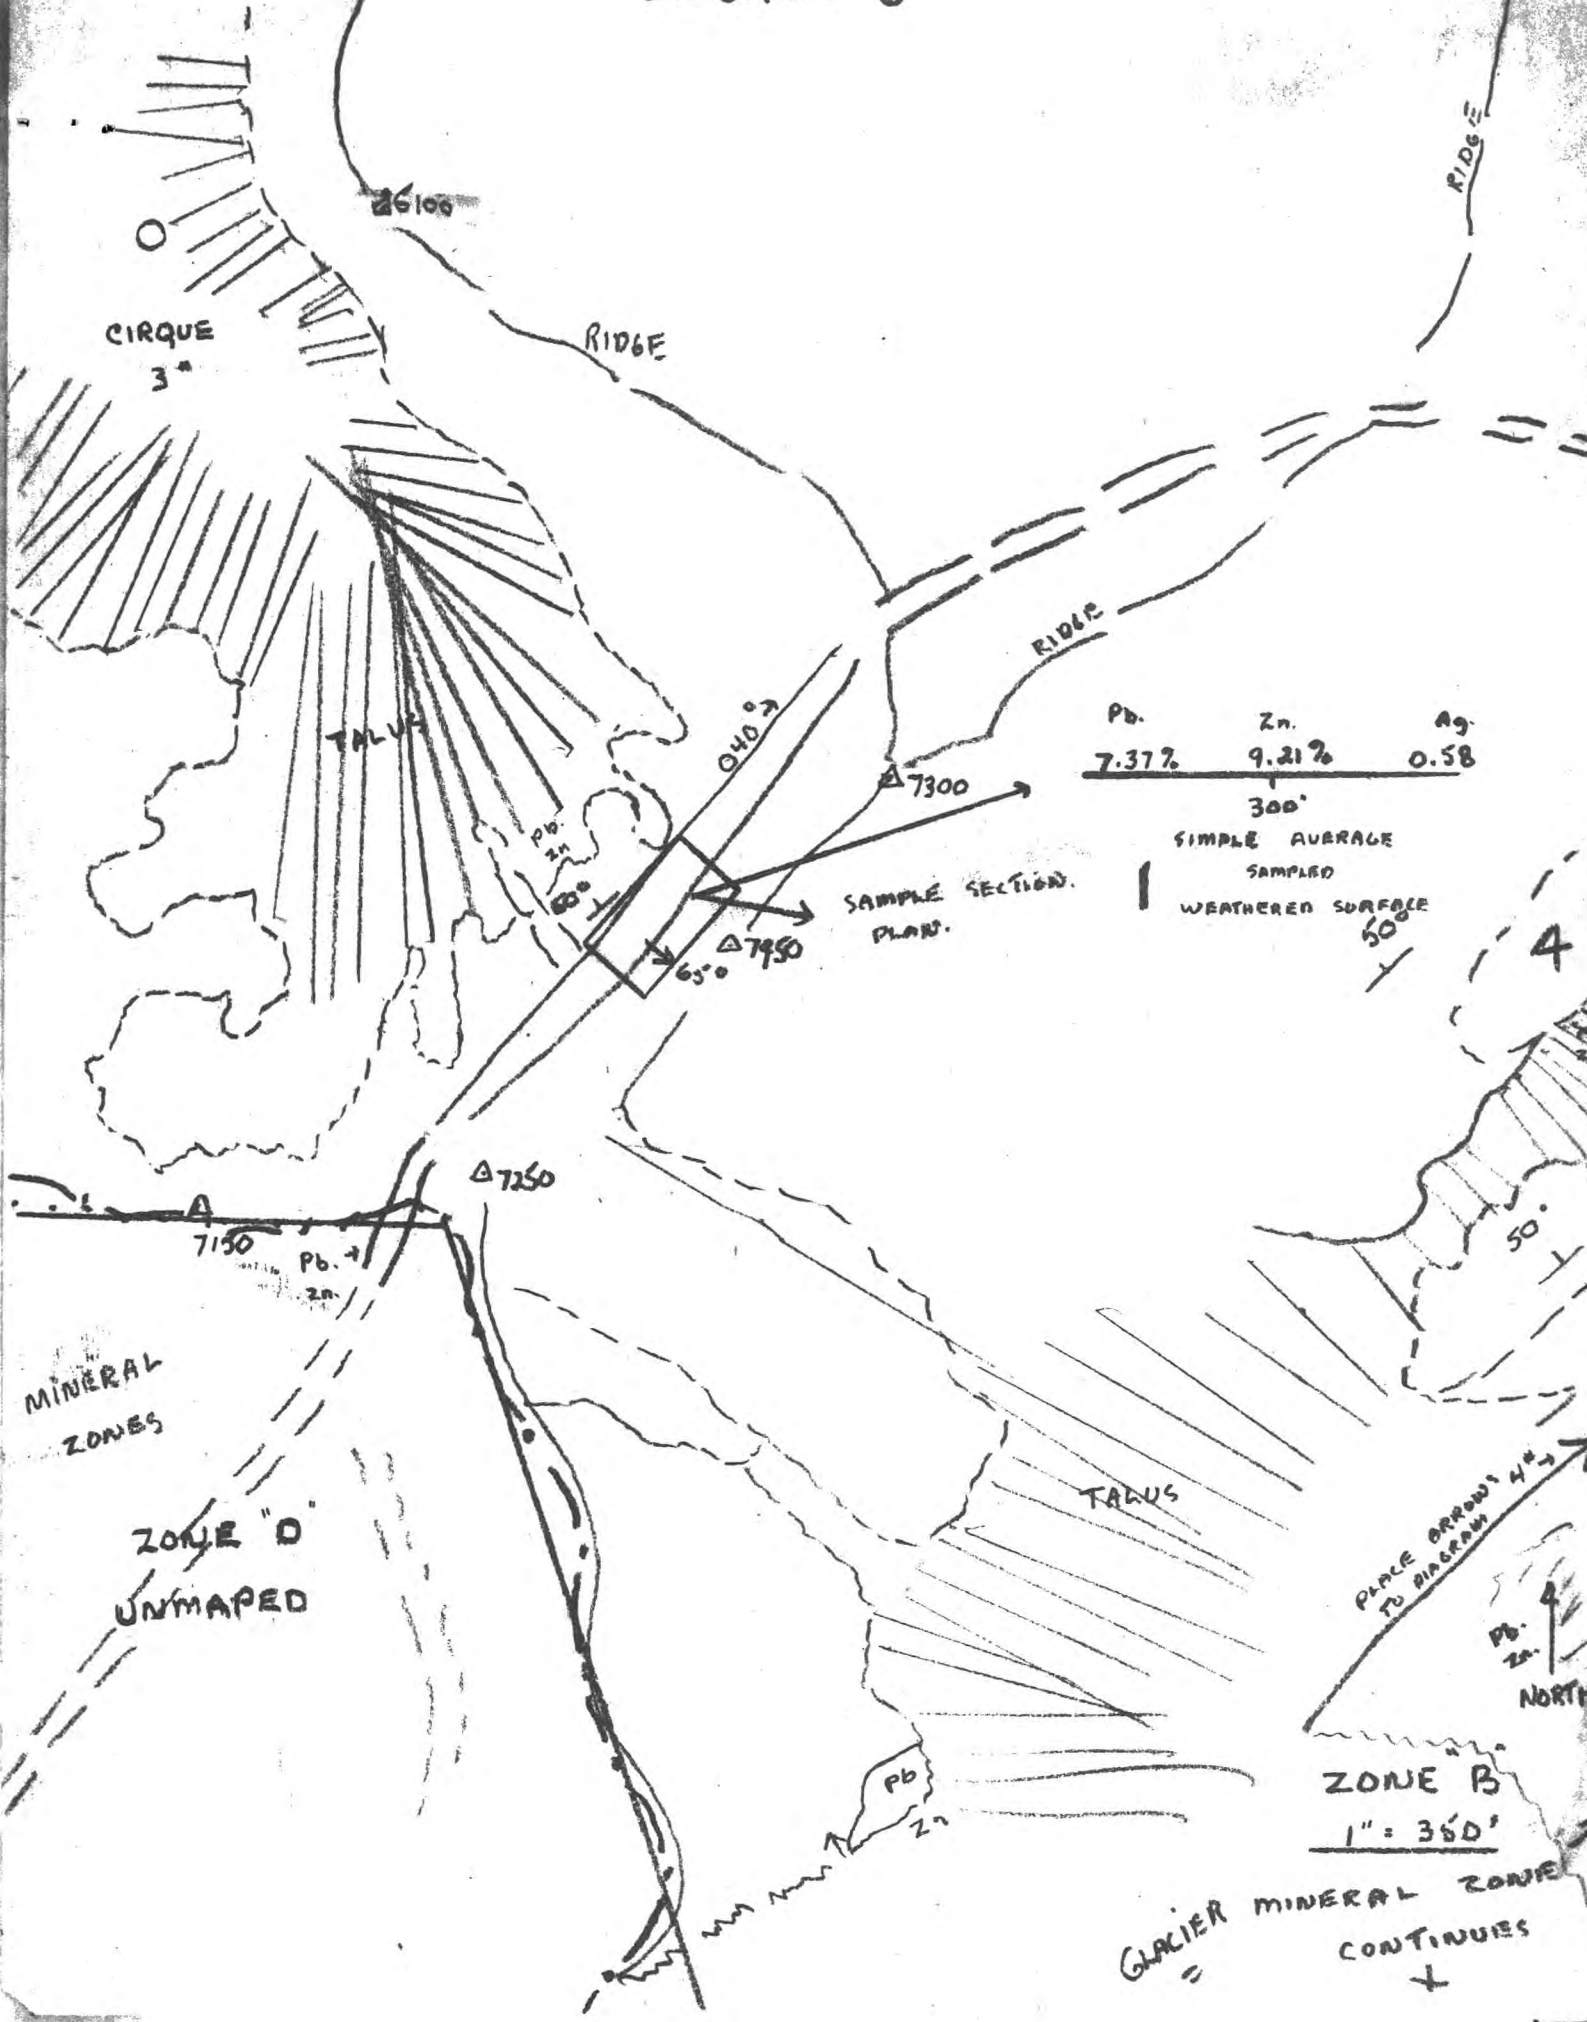 6100
RIDGE
RIDGE
CIRQUE
3"
RIDGE
040°
TALUS
Pb. Zn. Ag.
7.37% 9.21% 0.58
300'
SIMPLE AVERAGE
SAMPLED
WEATHERED SURFACE
7300
Pb.
Zn
60°
SAMPLE SECTION.
PLAN.
7950
65°
50°
4
7250
7150
Pb.
Zn.
50°
MINERAL
ZONES
ZONE "D"
UNMAPED
TALUS
PLACE ARROWS 4"
TO DIAGRAM
Pb.
Zn.
NORTH
Pb
Zn
ZONE "B"
1" = 350'
GLACIER MINERAL ZONE
CONTINUES